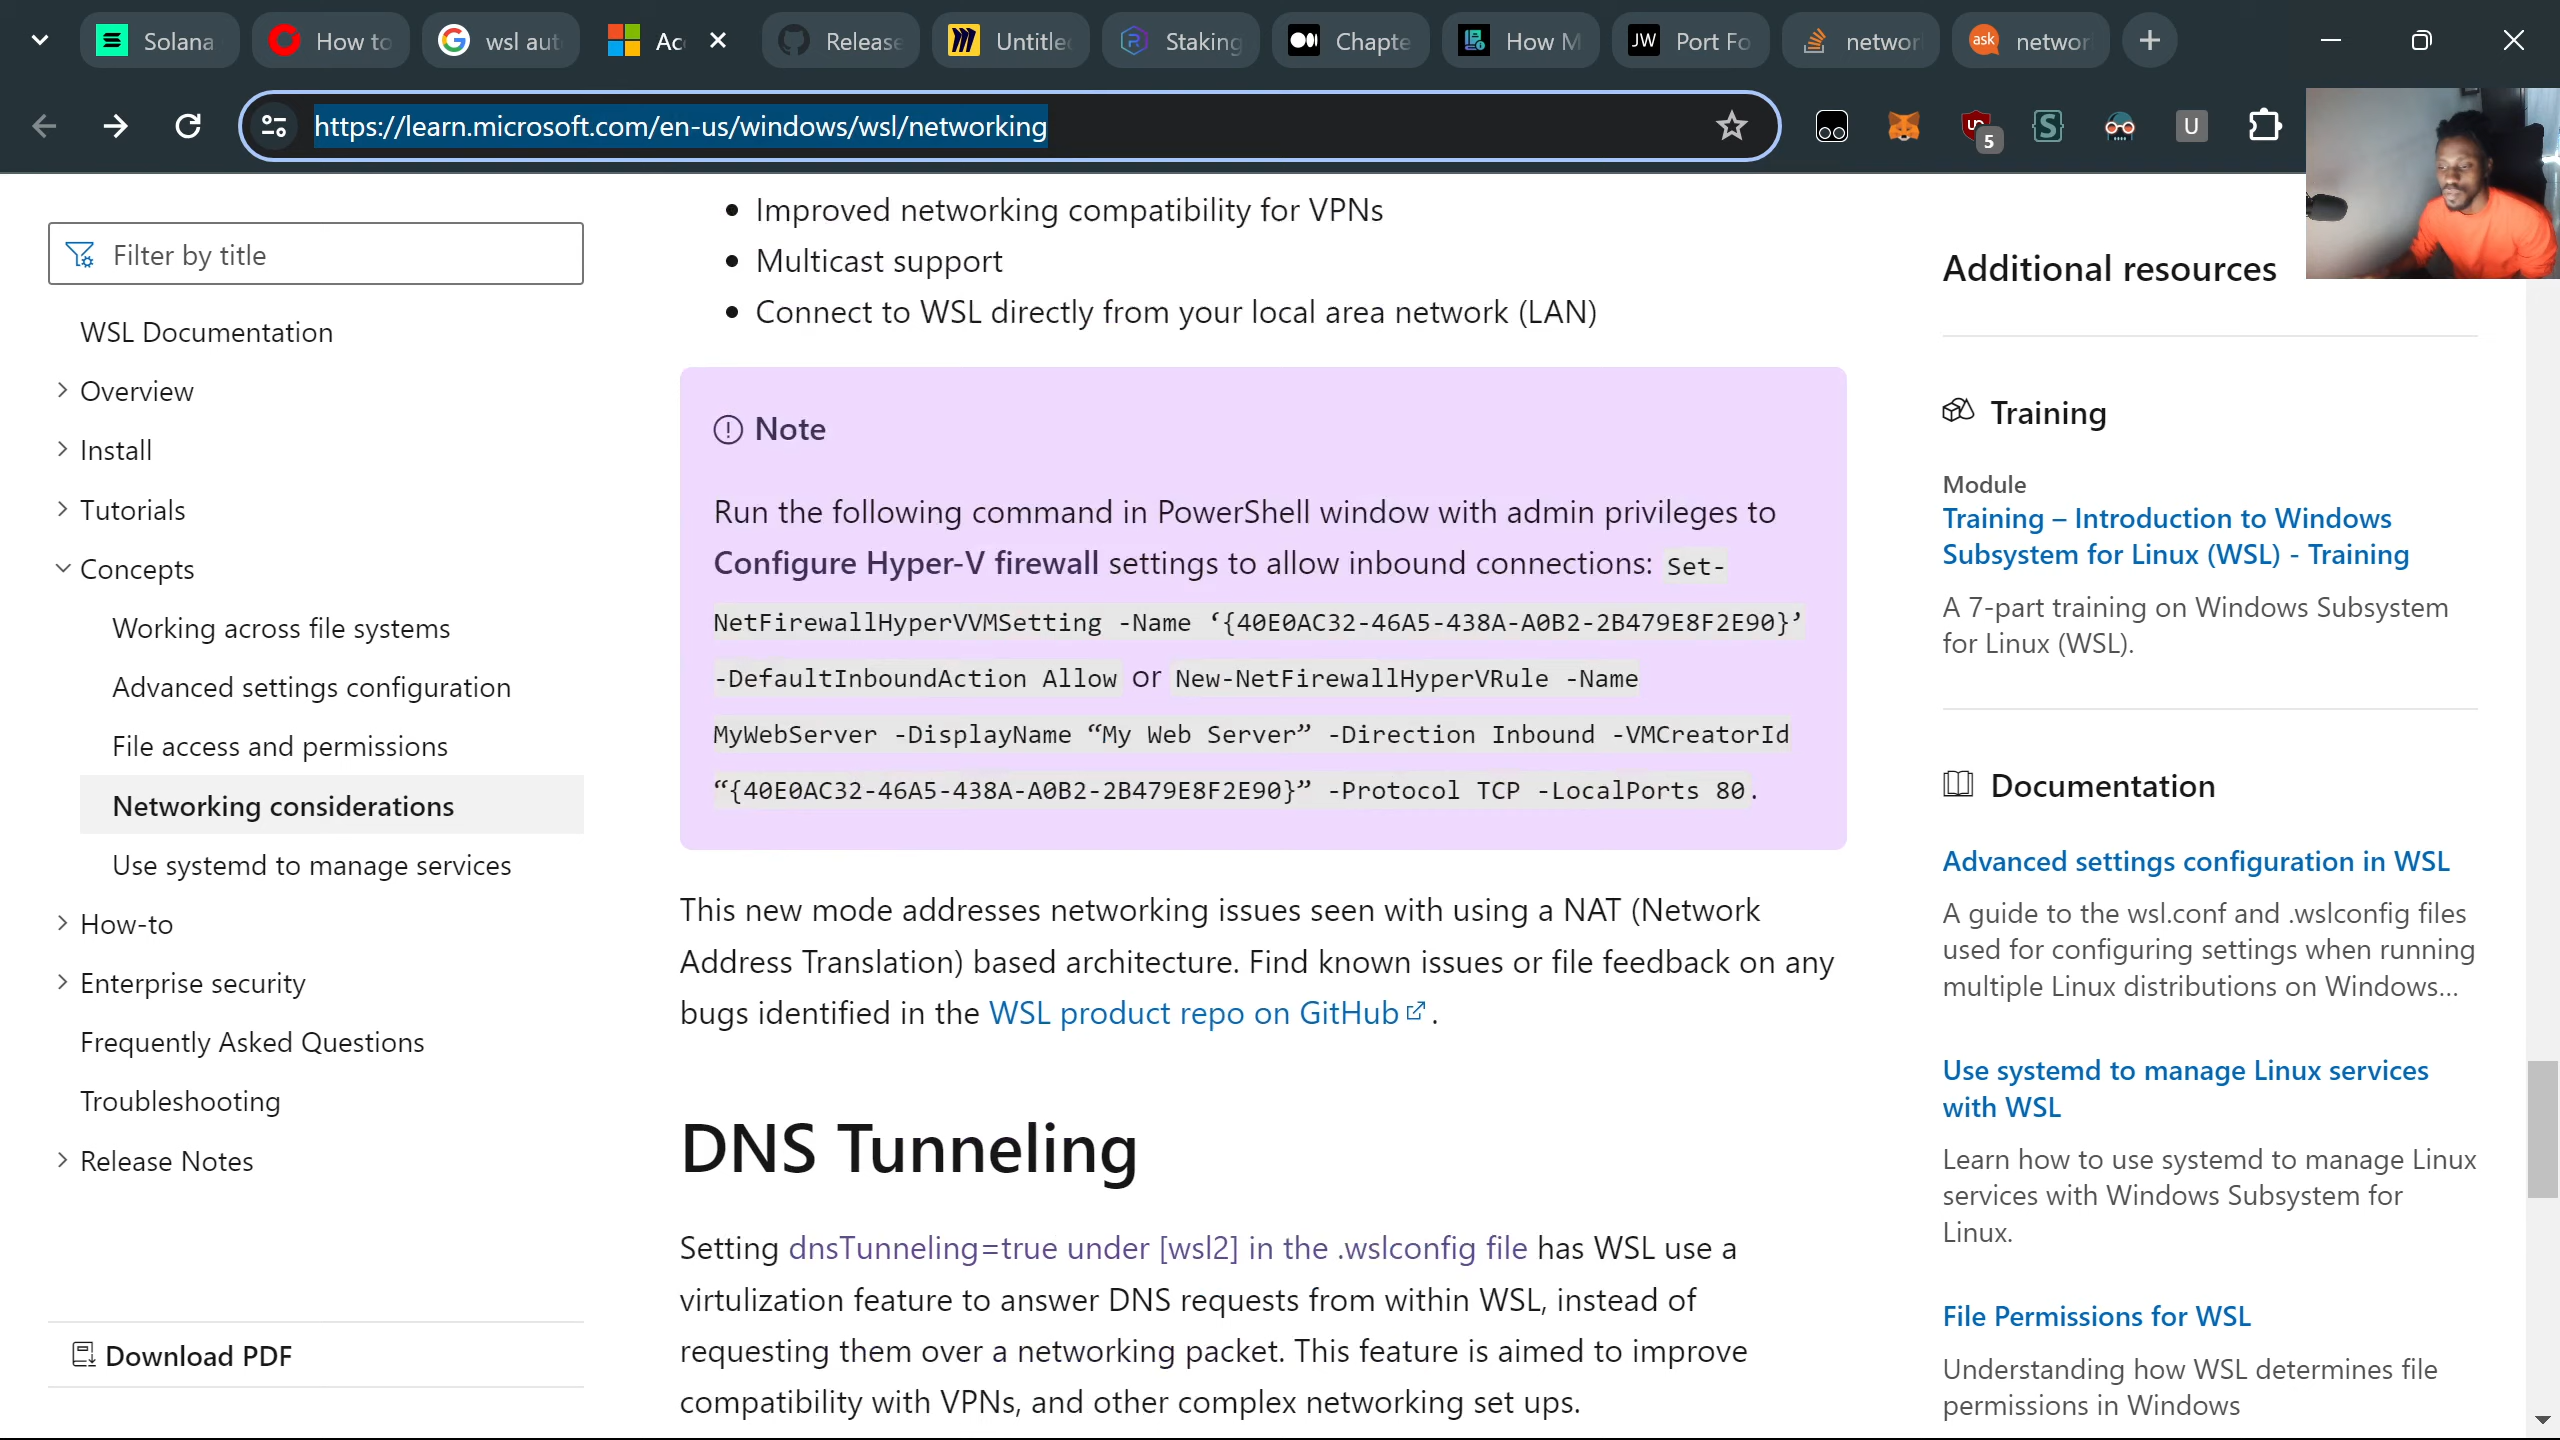 Solana
How to
wsl aut
Ac
Release
Untitled
Staking
Chapte
How M
JW
Port Fo
networ
ask
networ
https://learn.microsoft.com/en-us/windows/wsl/networking
5
S
U
Filter by title
WSL Documentation
Overview
Install
Tutorials
Concepts
Working across file systems
Advanced settings configuration
File access and permissions
Networking considerations
Use systemd to manage services
How-to
Enterprise security
Frequently Asked Questions
Troubleshooting
Release Notes
Download PDF
• Improved networking compatibility for VPNs
• Multicast support
• Connect to WSL directly from your local area network (LAN)
Note
Run the following command in PowerShell window with admin privileges to
Configure Hyper-V firewall settings to allow inbound connections: Set-
NetFirewallHyperVVMSetting -Name ‘{40E0AC32-46A5-438A-A0B2-2B479E8F2E90}’
-DefaultInboundAction Allow or New-NetFirewallHyperVRule -Name
MyWebServer -DisplayName “My Web Server” -Direction Inbound -VMCreatorId
“{40E0AC32-46A5-438A-A0B2-2B479E8F2E90}” -Protocol TCP -LocalPorts 80.
This new mode addresses networking issues seen with using a NAT (Network
Address Translation) based architecture. Find known issues or file feedback on any
bugs identified in the WSL product repo on GitHub.
DNS Tunneling
Setting dnsTunneling=true under [wsl2] in the .wslconfig file has WSL use a
virtulization feature to answer DNS requests from within WSL, instead of
requesting them over a networking packet. This feature is aimed to improve
compatibility with VPNs, and other complex networking set ups.
Additional resources
Training
Module
Training – Introduction to Windows
Subsystem for Linux (WSL) - Training
A 7-part training on Windows Subsystem
for Linux (WSL).
Documentation
Advanced settings configuration in WSL
A guide to the wsl.conf and .wslconfig files
used for configuring settings when running
multiple Linux distributions on Windows...
Use systemd to manage Linux services
with WSL
Learn how to use systemd to manage Linux
services with Windows Subsystem for
Linux.
File Permissions for WSL
Understanding how WSL determines file
permissions in Windows